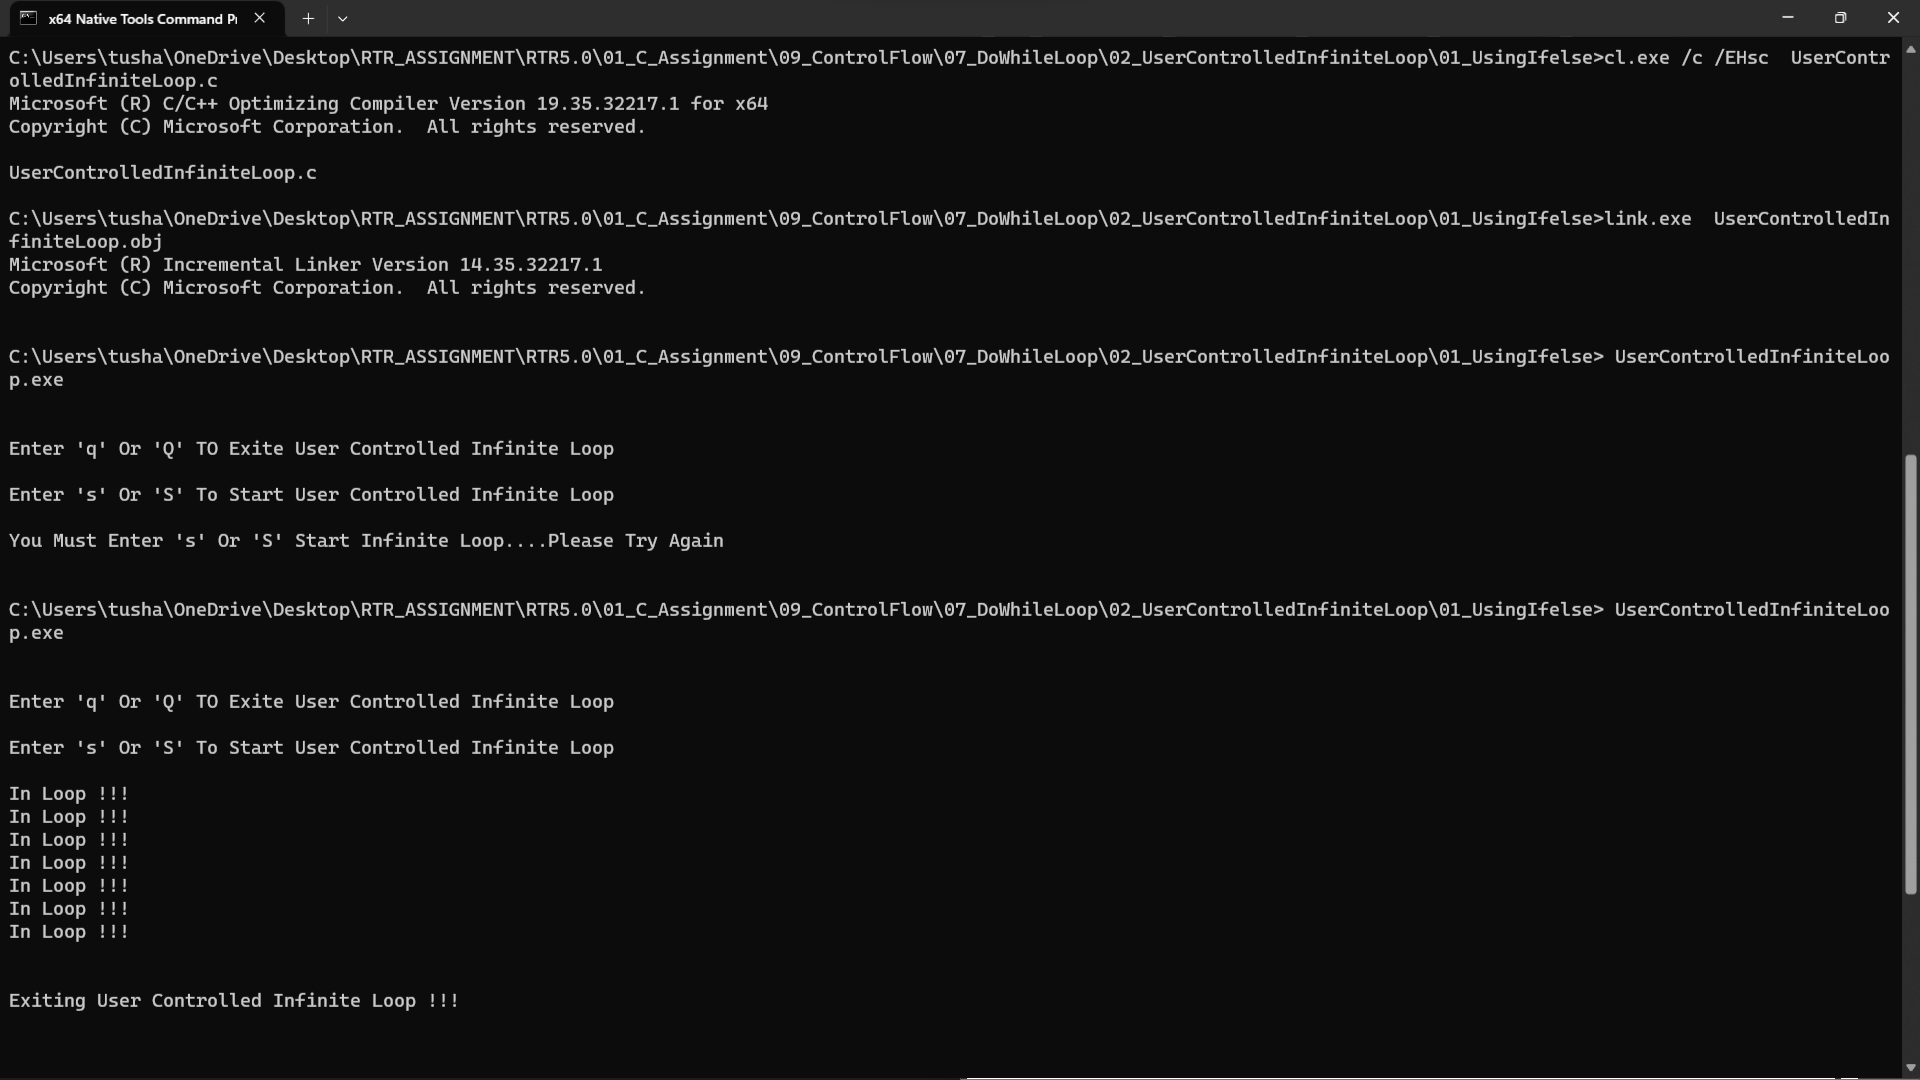 x64 Native Tools Command P
C:\Users\tusha\OneDrive\Desktop\RTR_ASSIGNMENT\RTR5.0\01_C_Assignment\09_ControlFlow\07_DoWhileLoop\02_UserControlledInfiniteLoop\01_UsingIfelse>cl.exe /c /EHsc  UserContr
olledInfiniteLoop.c
Microsoft (R) C/C++ Optimizing Compiler Version 19.35.32217.1 for x64
Copyright (C) Microsoft Corporation.  All rights reserved.
UserControlledInfiniteLoop.c
C:\Users\tusha\OneDrive\Desktop\RTR_ASSIGNMENT\RTR5.0\01_C_Assignment\09_ControlFlow\07_DoWhileLoop\02_UserControlledInfiniteLoop\01_UsingIfelse>link.exe  UserControlledIn
finiteLoop.obj
Microsoft (R) Incremental Linker Version 14.35.32217.1
Copyright (C) Microsoft Corporation.  All rights reserved.
C:\Users\tusha\OneDrive\Desktop\RTR_ASSIGNMENT\RTR5.0\01_C_Assignment\09_ControlFlow\07_DoWhileLoop\02_UserControlledInfiniteLoop\01_UsingIfelse> UserControlledInfiniteLoo
p.exe
Enter 'q' Or 'Q' TO Exite User Controlled Infinite Loop
Enter 's' Or 'S' To Start User Controlled Infinite Loop
You Must Enter 's' Or 'S' Start Infinite Loop....Please Try Again
C:\Users\tusha\OneDrive\Desktop\RTR_ASSIGNMENT\RTR5.0\01_C_Assignment\09_ControlFlow\07_DoWhileLoop\02_UserControlledInfiniteLoop\01_UsingIfelse> UserControlledInfiniteLoo
p.exe
Enter 'q' Or 'Q' TO Exite User Controlled Infinite Loop
Enter 's' Or 'S' To Start User Controlled Infinite Loop
In Loop !!!
In Loop !!!
In Loop !!!
In Loop !!!
In Loop !!!
In Loop !!!
In Loop !!!
Exiting User Controlled Infinite Loop !!!